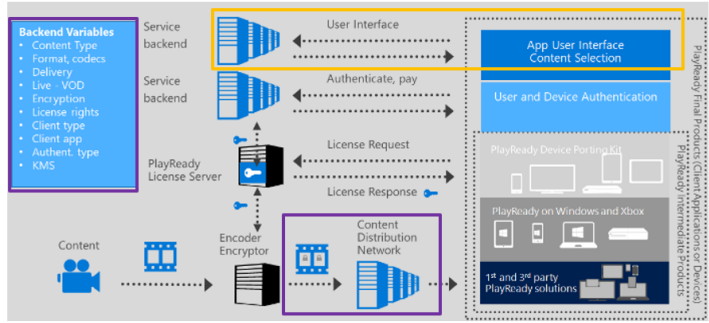 Backend Variables
• Content Type
• Format, codecs
• Delivery
• Live - VOD
• Encryption
• License rights
• Client type
• Client app
• Authent. type
• KMS
Service
backend
User Interface
App User Interface
Content Selection
Service
backend
Authenticate, pay
User and Device Authentication
PlayReady
License Server
License Request
License Response
PlayReady Device Porting Kit
PlayReady on Windows and Xbox
1st and 3rd party
PlayReady solutions
Content
Encoder
Encryptor
Content
Distribution
Network
PlayReady Final Products (Client Applications or Devices)
PlayReady Intermediate Products